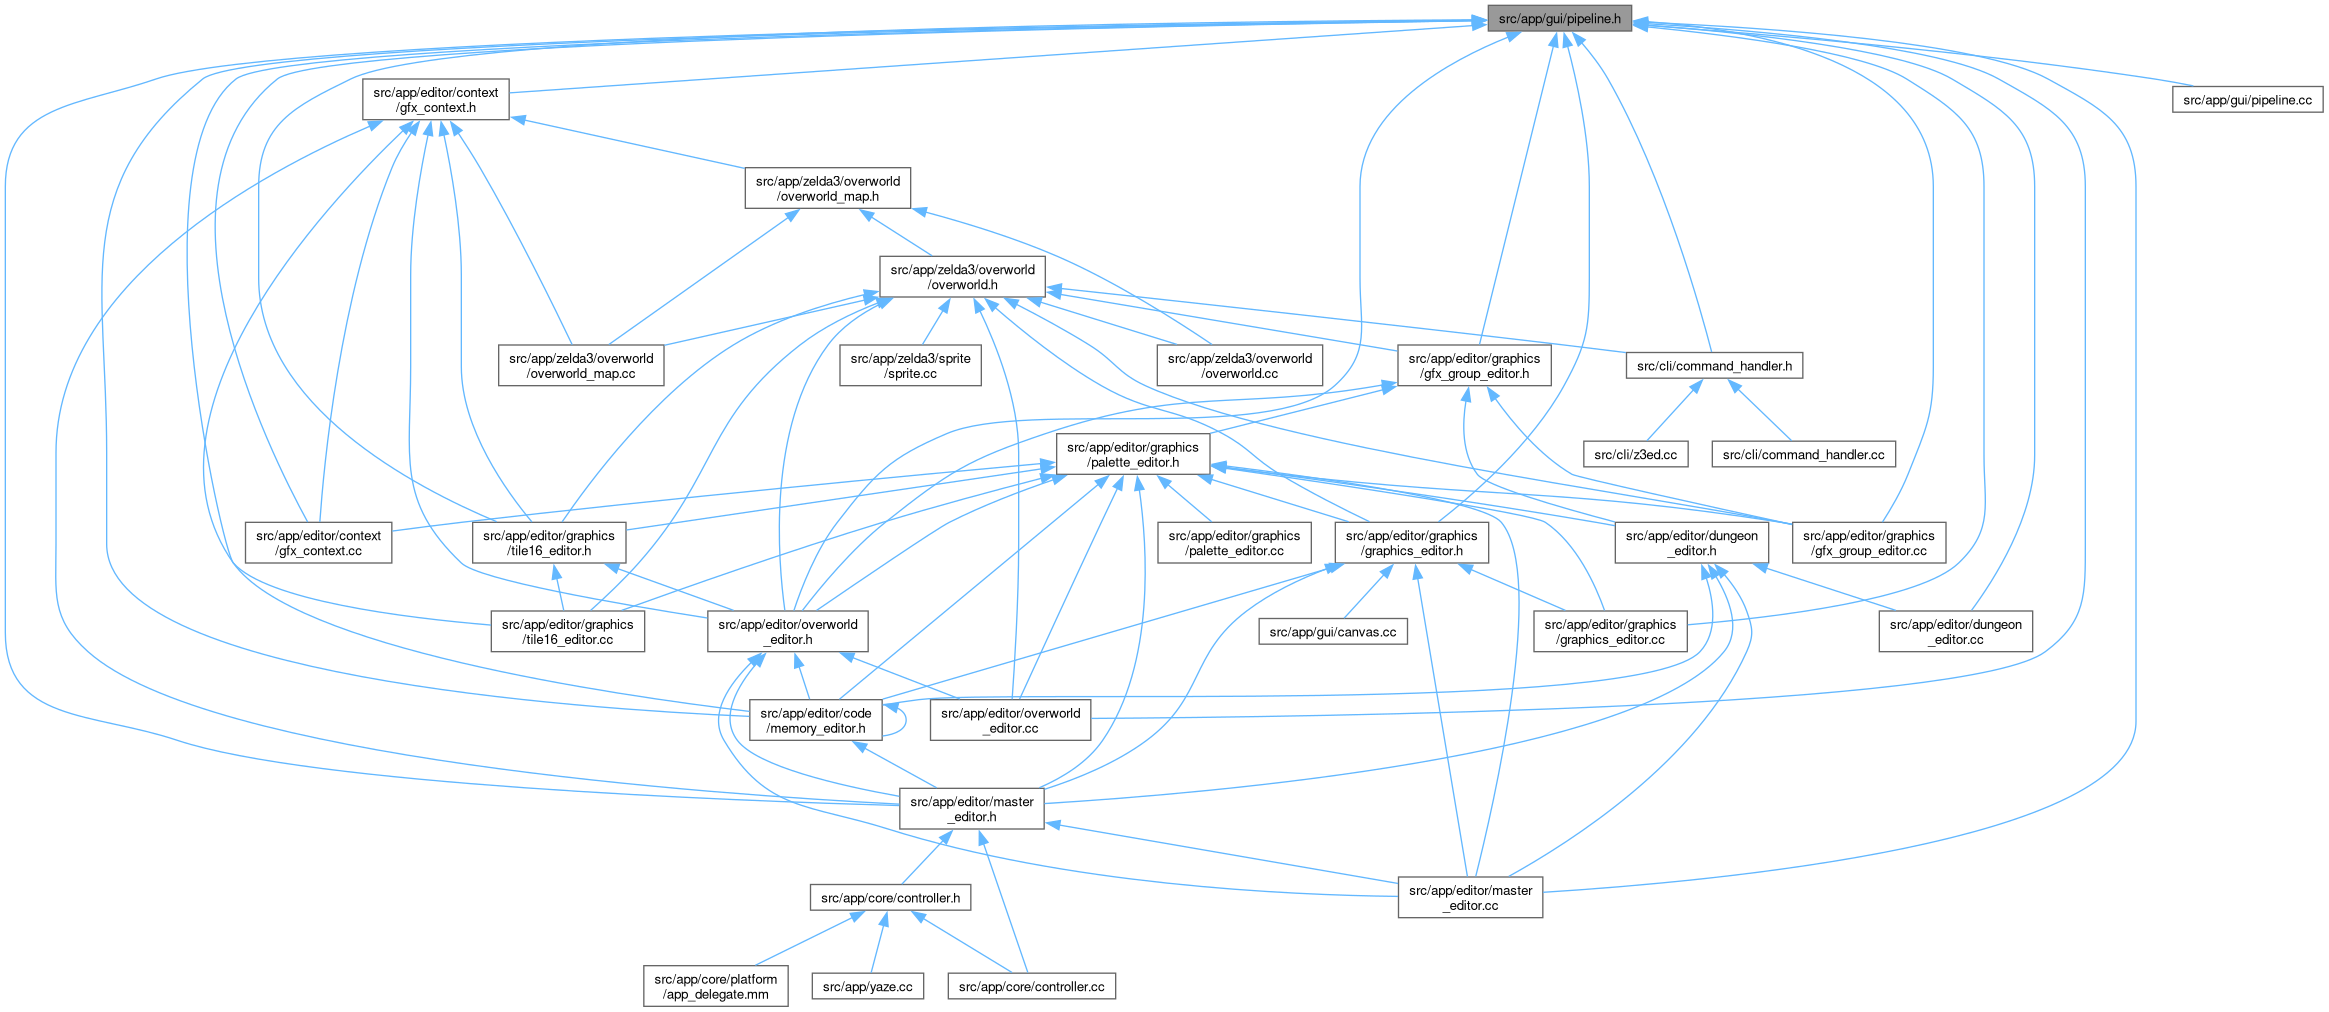 src/app/gui/pipeline.h
src/app/editor/context
/gfx_context.h
src/app/gui/pipeline.cc
src/app/zelda3/overworld
/overworld_map.h
src/app/zelda3/overworld
/overworld.h
src/app/zelda3/overworld
/overworld_map.cc
src/app/zelda3/sprite
/sprite.cc
src/app/zelda3/overworld
/overworld.cc
src/app/editor/graphics
/gfx_group_editor.h
src/cli/command_handler.h
src/app/editor/graphics
/palette_editor.h
src/cli/z3ed.cc
src/cli/command_handler.cc
src/app/editor/context
/gfx_context.cc
src/app/editor/graphics
/tile16_editor.h
src/app/editor/graphics
/palette_editor.cc
src/app/editor/graphics
/graphics_editor.h
src/app/editor/dungeon
_editor.h
src/app/editor/graphics
/gfx_group_editor.cc
src/app/editor/graphics
/tile16_editor.cc
src/app/editor/overworld
_editor.h
src/app/gui/canvas.cc
src/app/editor/graphics
/graphics_editor.cc
src/app/editor/dungeon
_editor.cc
src/app/editor/code
/memory_editor.h
src/app/editor/overworld
_editor.cc
src/app/editor/master
_editor.h
src/app/core/controller.h
src/app/editor/master
_editor.cc
src/app/core/platform
/app_delegate.mm
src/app/yaze.cc
src/app/core/controller.cc